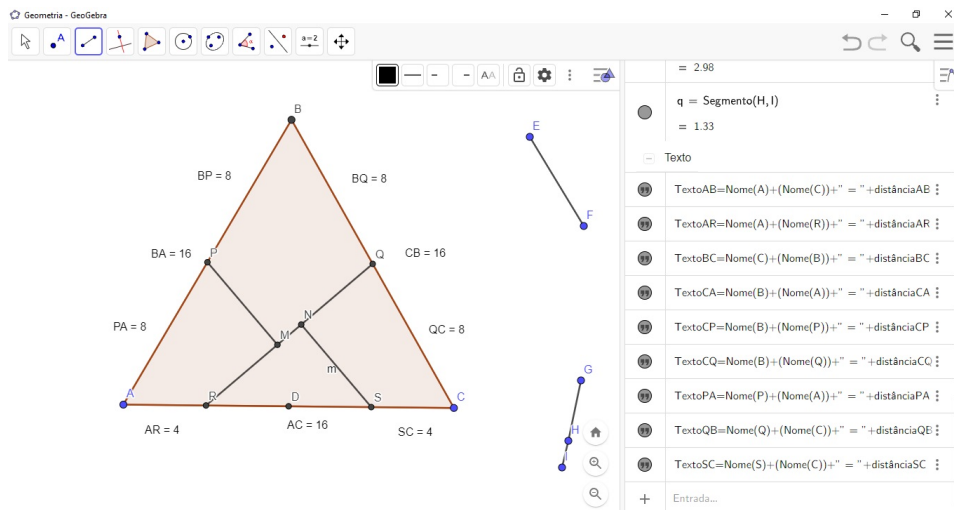 Geometria - GeoGebra
A
a=2
AA
= 2.98
q = Segmento(H, I)
= 1.33
Texto
TextoAB=Nome(A)+(Nome(C))+" = "+distânciaAB
TextoAR=Nome(A)+(Nome(R))+" = "+distânciaAR
TextoBC=Nome(C)+(Nome(B))+" = "+distânciaBC
TextoCA=Nome(B)+(Nome(A))+" = "+distânciaCA
TextoCP=Nome(B)+(Nome(P))+" = "+distânciaCP
TextoCQ=Nome(B)+(Nome(Q))+" = "+distânciaCQ
TextoPA=Nome(P)+(Nome(A))+" = "+distânciaPA
TextoQB=Nome(Q)+(Nome(C))+" = "+distânciaQB
TextoSC=Nome(S)+(Nome(C))+" = "+distânciaSC
Entrada...
B
E
BP = 8
BQ = 8
F
BA = 16
P
Q
CB = 16
PA = 8
N
QC = 8
M
m
G
A
R
D
S
C
AR = 4
AC = 16
SC = 4
H
I